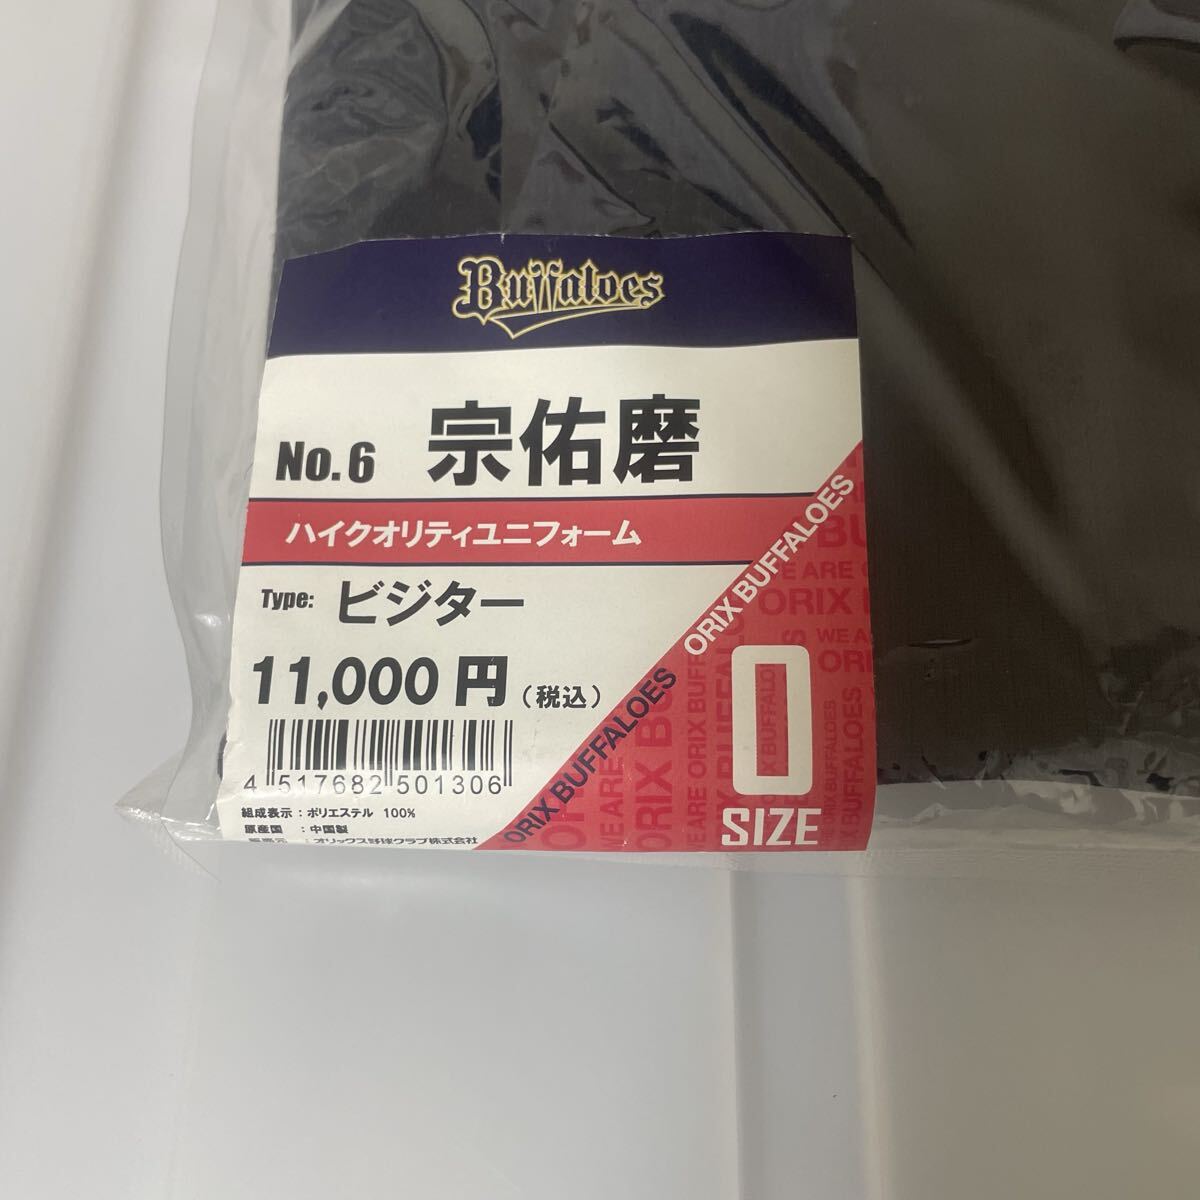 Buffaloes
No.6 宗佑磨
ハイクオリティユニフォーム
Type: ビジター
11,000円（税込）
4 517682 501306
組成表示：ポリエステル 100%
原産国：中国製
販売元：オリックス野球クラブ株式会社
ORIX BUFFALOES
ORIX BUFFALOES
O
SIZE